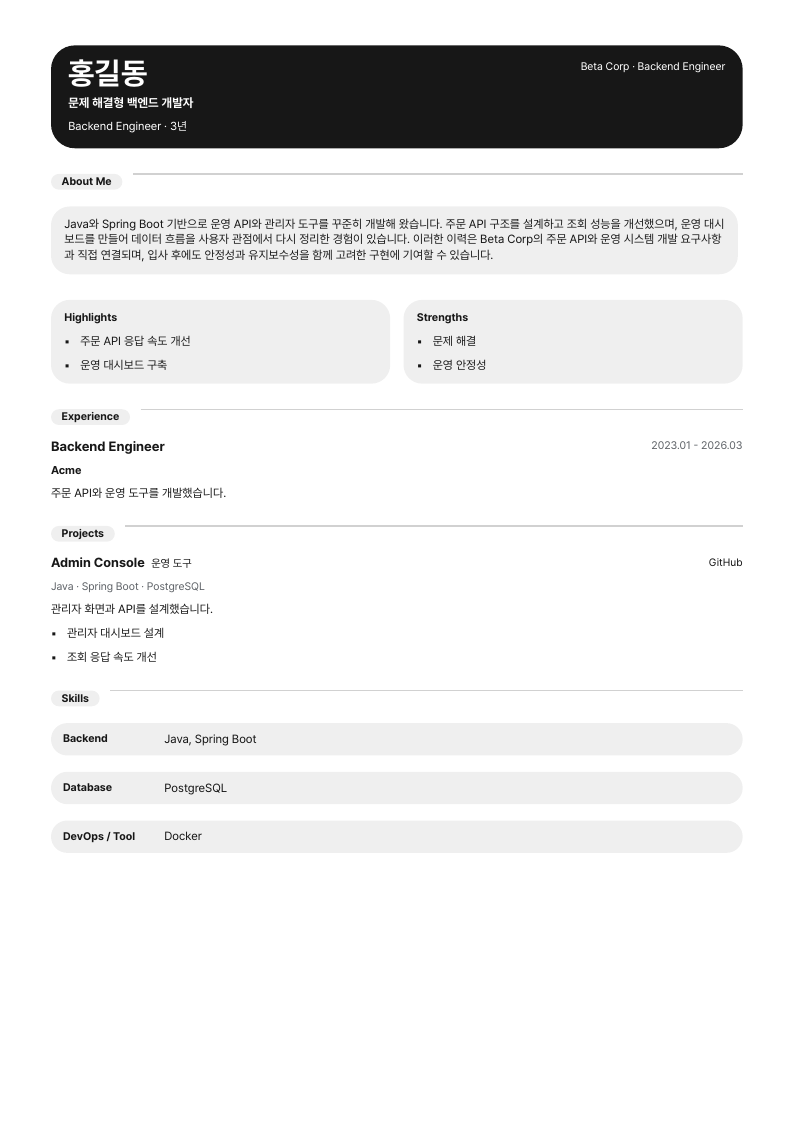 홍길동
Beta Corp · Backend Engineer
문제 해결형 백엔드 개발자
Backend Engineer · 3년
About Me
Java와 Spring Boot 기반으로 운영 API와 관리자 도구를 꾸준히 개발해 왔습니다. 주문 API 구조를 설계하고 조회 성능을 개선했으며, 운영 대시
보드를 만들어 데이터 흐름을 사용자 관점에서 다시 정리한 경험이 있습니다. 이러한 이력은 Beta Corp의 주문 API와 운영 시스템 개발 요구사항
과 직접 연결되며, 입사 후에도 안정성과 유지보수성을 함께 고려한 구현에 기여할 수 있습니다.
Highlights
▪ 주문 API 응답 속도 개선
▪ 운영 대시보드 구축
Strengths
▪ 문제 해결
▪ 운영 안정성
Experience
Backend Engineer
2023.01 - 2026.03
Acme
주문 API와 운영 도구를 개발했습니다.
Projects
Admin Console 운영 도구
GitHub
Java · Spring Boot · PostgreSQL
관리자 화면과 API를 설계했습니다.
▪ 관리자 대시보드 설계
▪ 조회 응답 속도 개선
Skills
Backend Java, Spring Boot
Database PostgreSQL
DevOps / Tool Docker